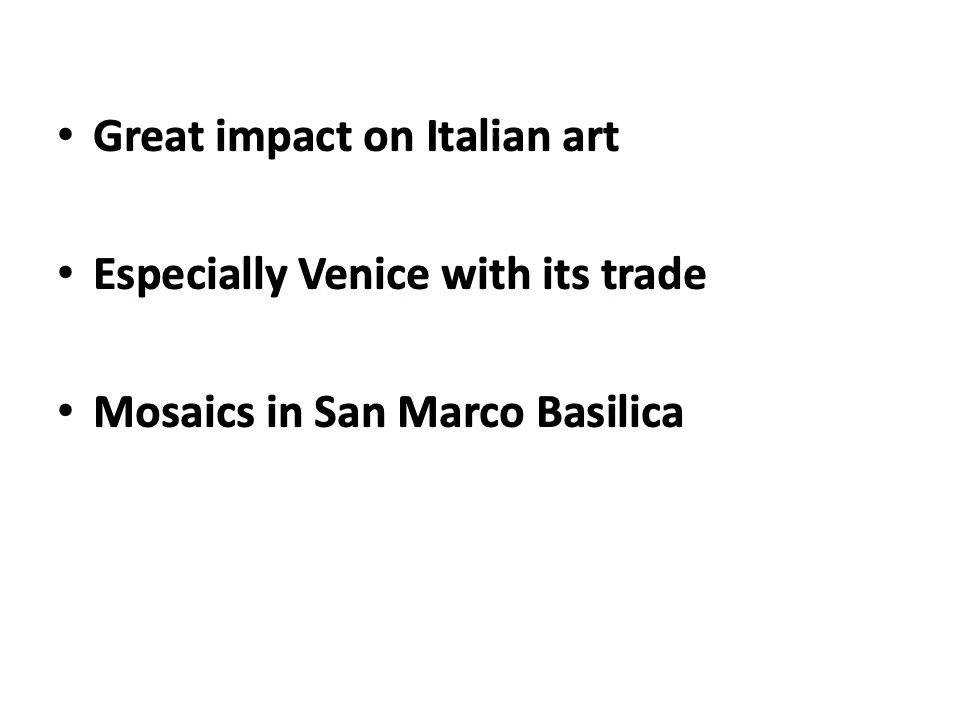 • Great impact on Italian art
• Especially Venice with its trade
• Mosaics in San Marco Basilica